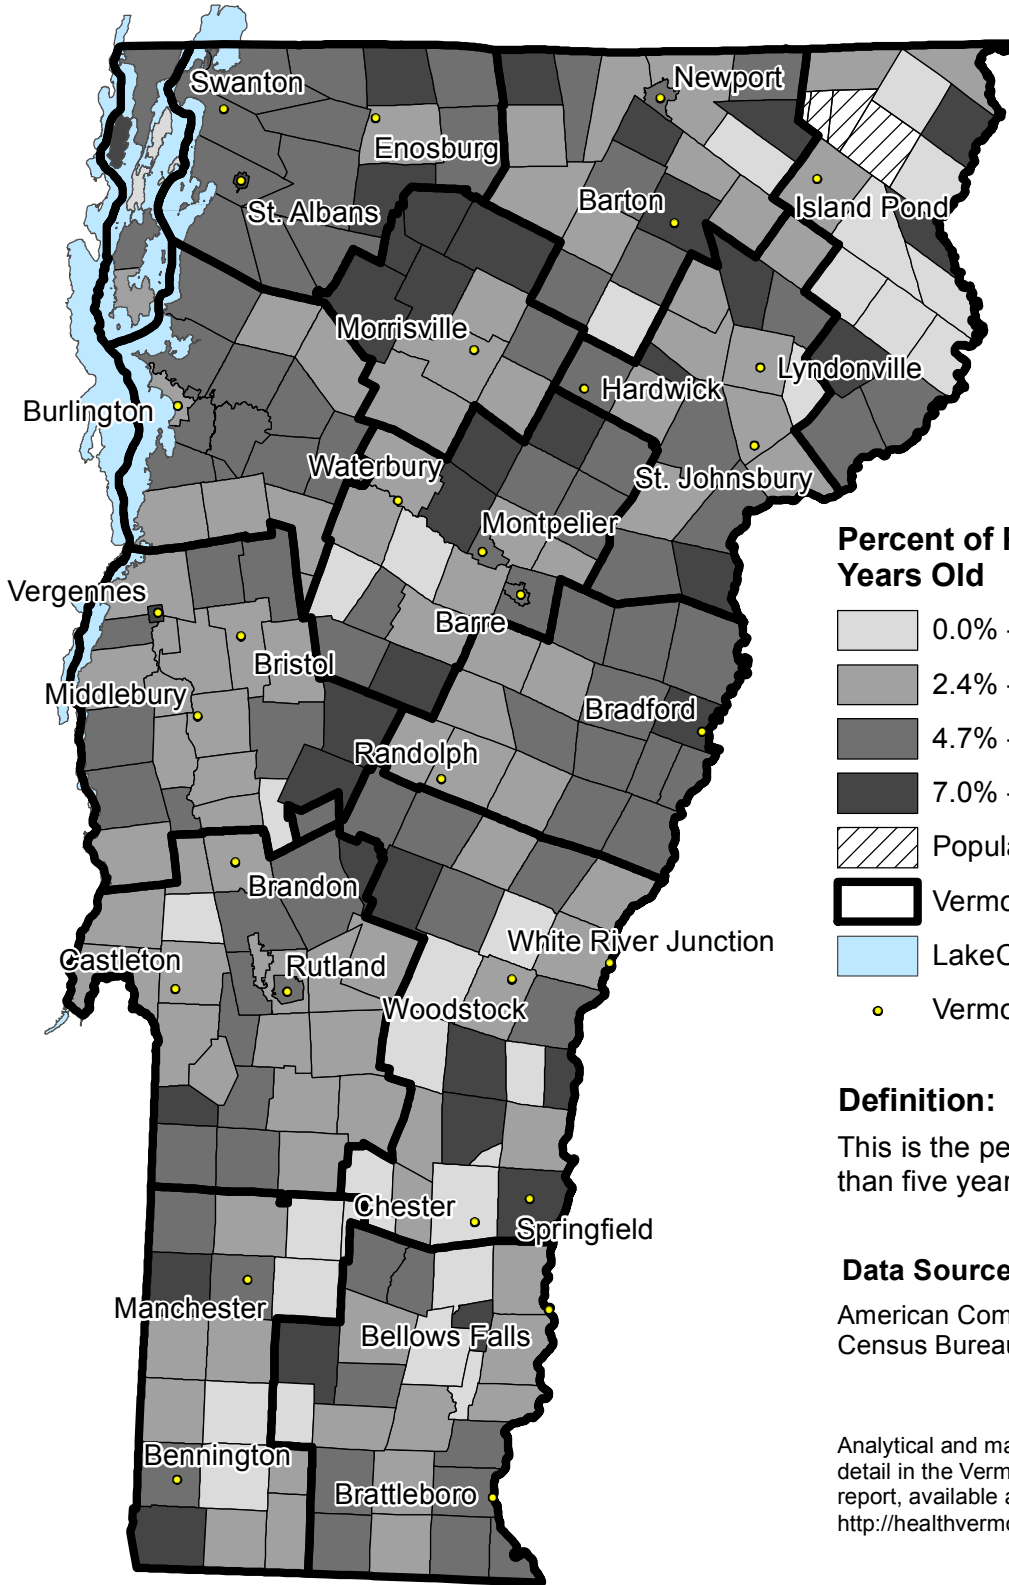 Swanton
Newport
Enosburg
St. Albans
Barton
Island Pond
Morrisville
Hardwick
Lyndonville
Burlington
Waterbury
St. Johnsbury
Montpelier
Vergennes
Barre
Bristol
Middlebury
Bradford
Randolph
Brandon
White River Junction
Castleton
Rutland
Woodstock
Chester
Springfield
Manchester
Bellows Falls
Bennington
Brattleboro
Percent of
Years Old
0.0% -
2.4% -
4.7% -
7.0% -
Popula
Vermo
LakeC
Vermo
Definition:
This is the pe
than five year
Data Source
American Com
Census Bureau
Analytical and ma
detail in the Verm
report, available a
http://healthvermo